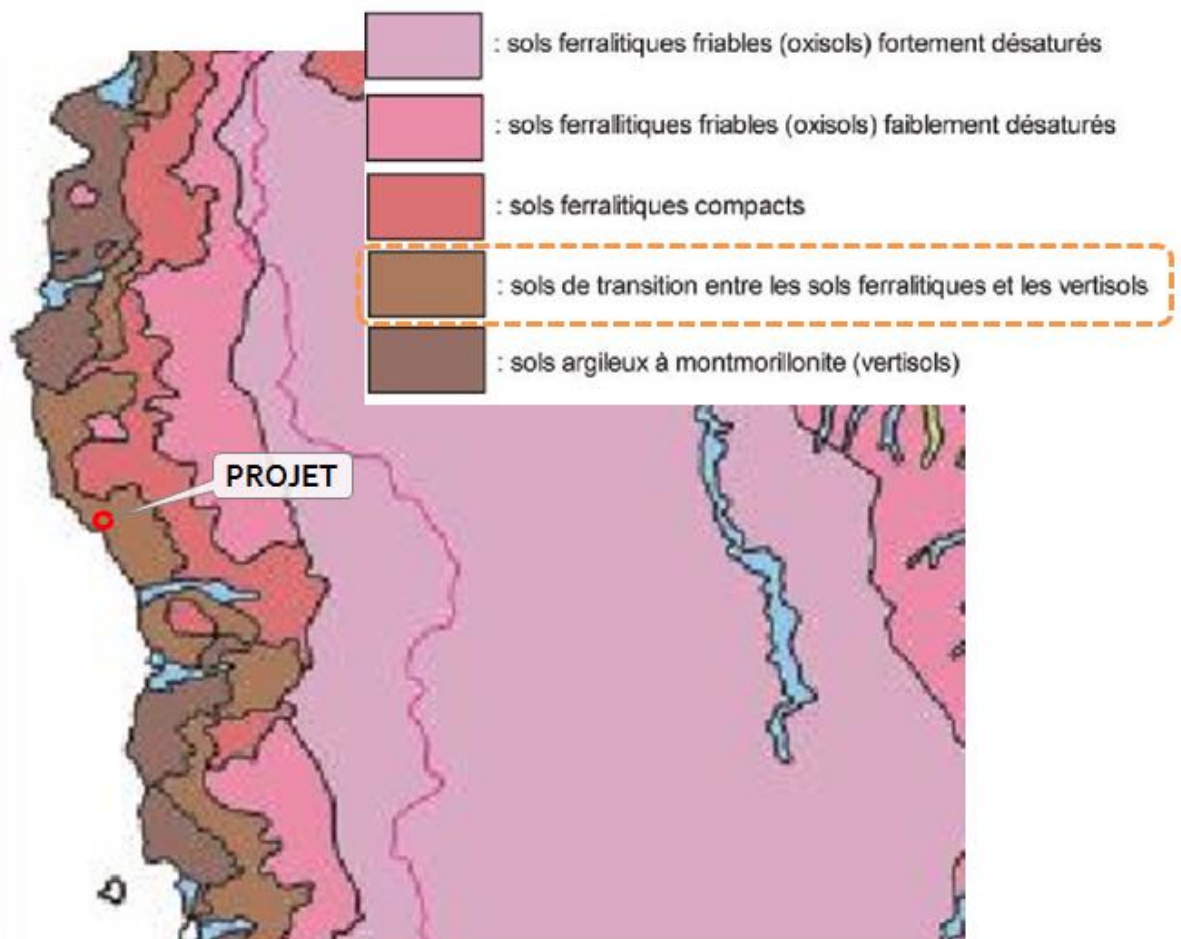 : sols ferralitiques friables (oxisols) fortement désaturés
: sols ferrallitiques friables (oxisols) faiblement désaturés
: sols ferralitiques compacts
: sols de transition entre les sols ferralitiques et les vertisols
: sols argileux à montmorillonite (vertisols)
PROJET